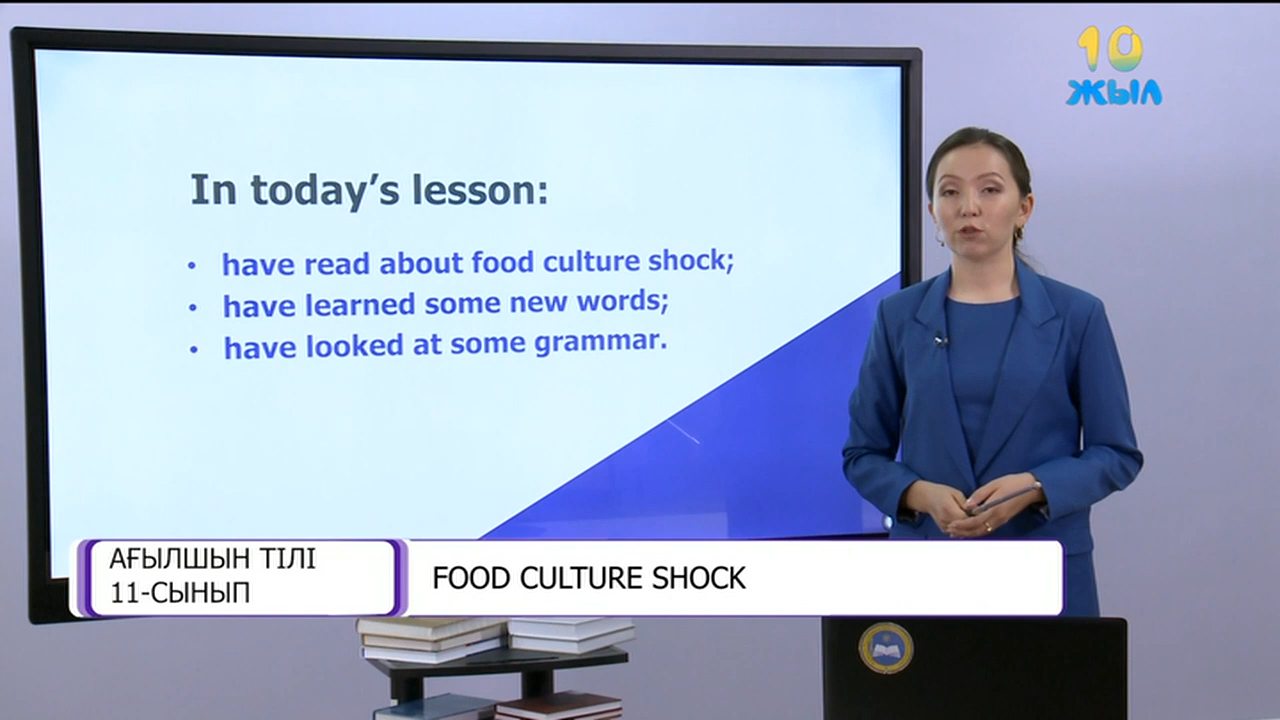 10
ЖЫЛ
In today’s lesson:
• have read about food culture shock;
• have learned some new words;
• have looked at some grammar.
АҒЫЛШЫН ТІЛІ
11-СЫНЫП
FOOD CULTURE SHOCK